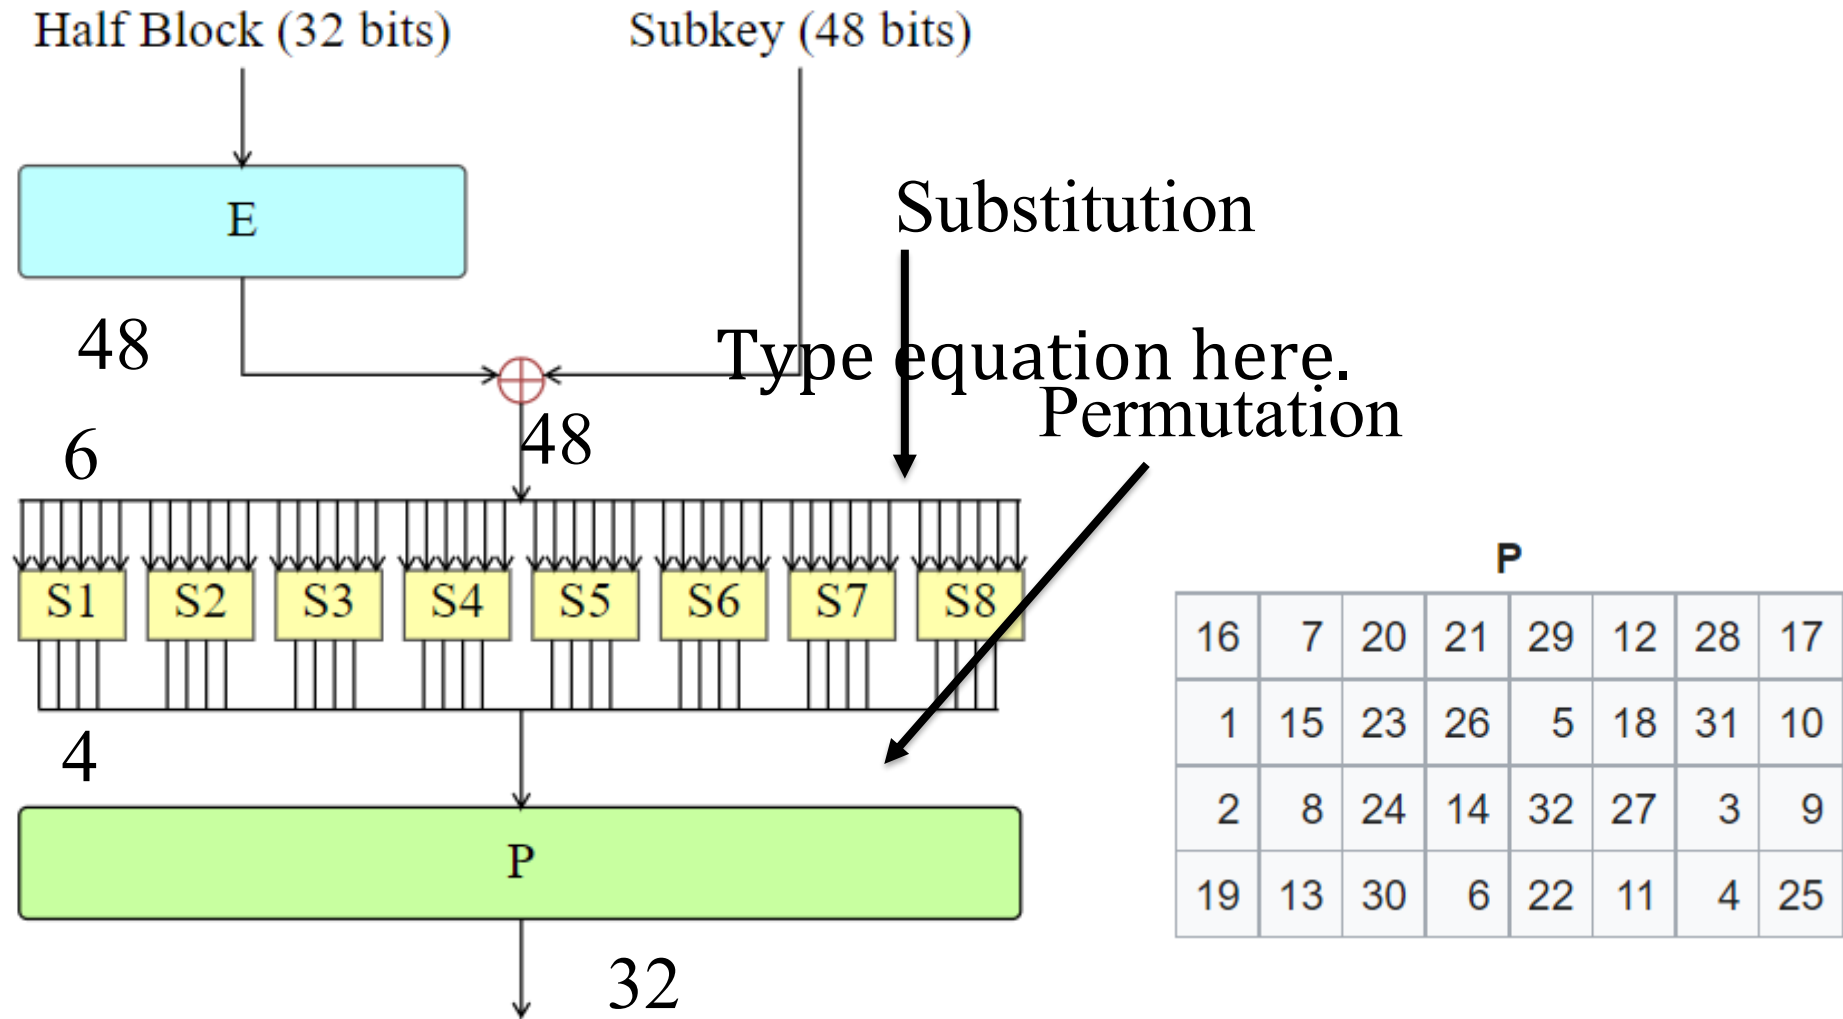 Half Block (32 bits) Subkey (48 bits)
E
Substitution
48
Type equation here.
Permutation
6
48
S1 S2 S3 S4 S5 S6 S7 S8
4
P
32
P
16 7 20 21 29 12 28 17
1 15 23 26 5 18 31 10
2 8 24 14 32 27 3 9
19 13 30 6 22 11 4 25